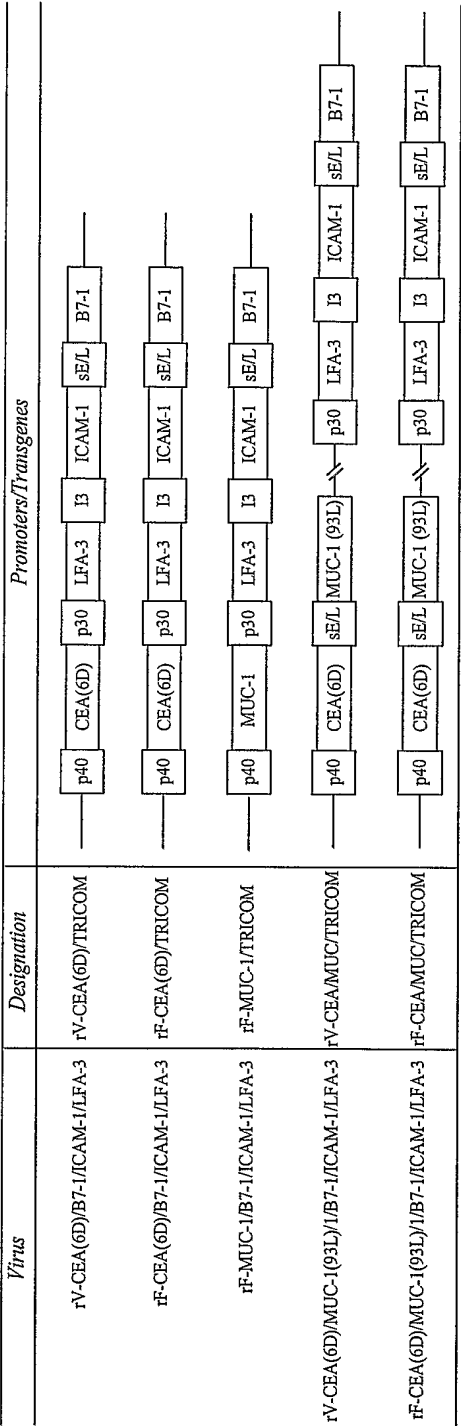 Virus Designation Promoters/Transgenes
rV-CEA(6D)/B7-1/ICAM-1/LFA-3 rV-CEA(6D)/TRICOM p40 CEA(6D) p30 LFA-3 I3 ICAM-1 sE/L B7-1
rF-CEA(6D)/B7-1/ICAM-1/LFA-3 rF-CEA(6D)/TRICOM p40 CEA(6D) p30 LFA-3 I3 ICAM-1 sE/L B7-1
rF-MUC-1/B7-1/ICAM-1/LFA-3 rF-MUC-1/TRICOM p40 MUC-1 p30 LFA-3 I3 ICAM-1 sE/L B7-1
rV-CEA(6D)/MUC-1(93L)/1/B7-1/ICAM-1/LFA-3 rV-CEA/MUC/TRICOM p40 CEA(6D) sE/L MUC-1 (93L) p30 LFA-3 I3 ICAM-1 sE/L B7-1
rF-CEA(6D)/MUC-1(93L)/1/B7-1/ICAM-1/LFA-3 rF-CEA/MUC/TRICOM p40 CEA(6D) sE/L MUC-1 (93L) p30 LFA-3 I3 ICAM-1 sE/L B7-1